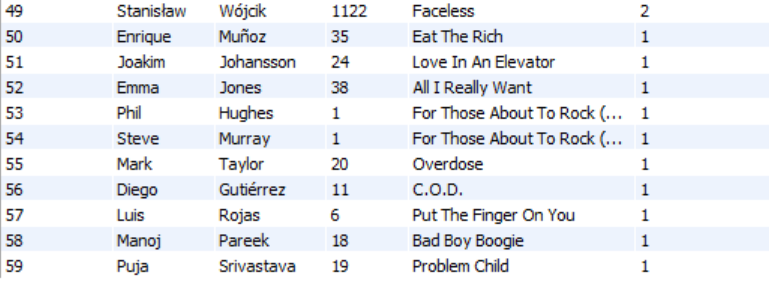 49 Stanisław Wójcik 1122 Faceless 2
50 Enrique Muñoz 35 Eat The Rich 1
51 Joakim Johansson 24 Love In An Elevator 1
52 Emma Jones 38 All I Really Want 1
53 Phil Hughes 1 For Those About To Rock (... 1
54 Steve Murray 1 For Those About To Rock (... 1
55 Mark Taylor 20 Overdose 1
56 Diego Gutiérrez 11 C.O.D. 1
57 Luis Rojas 6 Put The Finger On You 1
58 Manoj Pareek 18 Bad Boy Boogie 1
59 Puja Srivastava 19 Problem Child 1